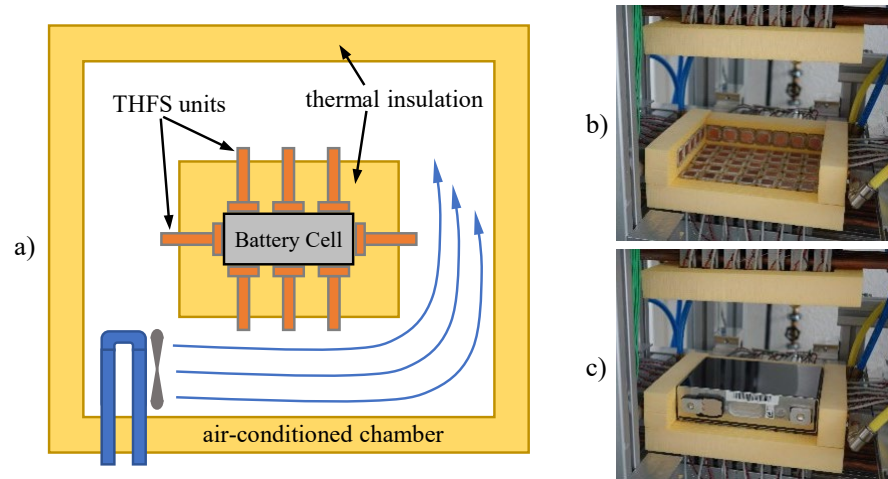 THFS units
thermal insulation
a)
Battery Cell
air-conditioned chamber
b)
c)